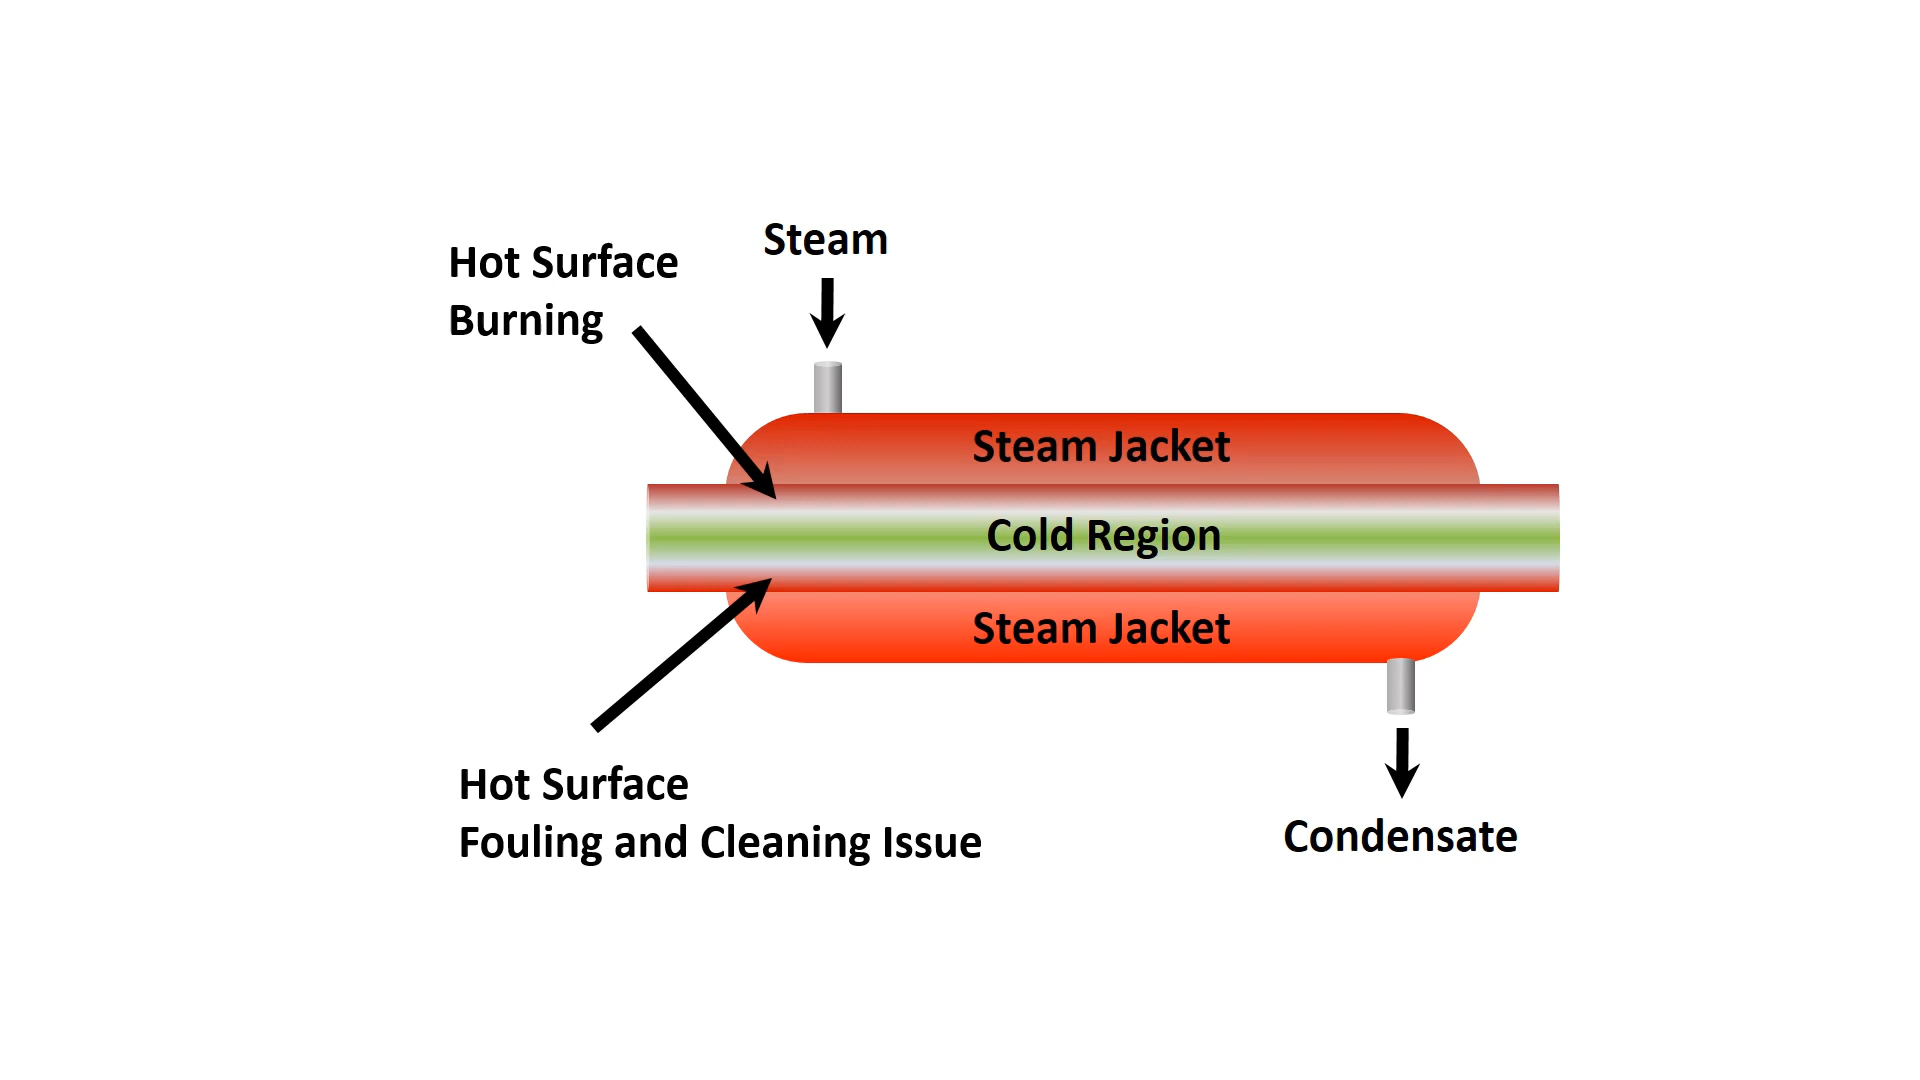 Steam
Hot Surface
Burning
Steam Jacket
Cold Region
Steam Jacket
Hot Surface
Fouling and Cleaning Issue
Condensate